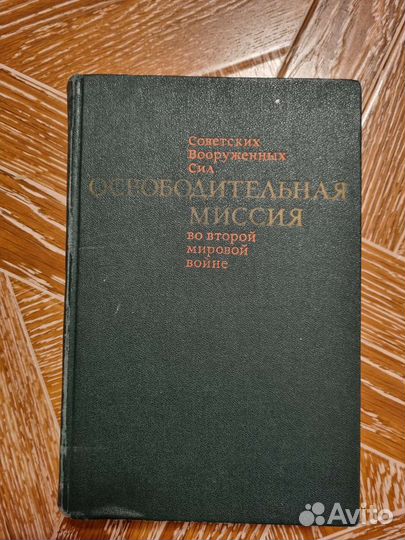 Советских
Вооруженных
Сил
ОСВОБОДИТЕЛЬНАЯ
МИССИЯ
во второй
мировой
войне
Avito